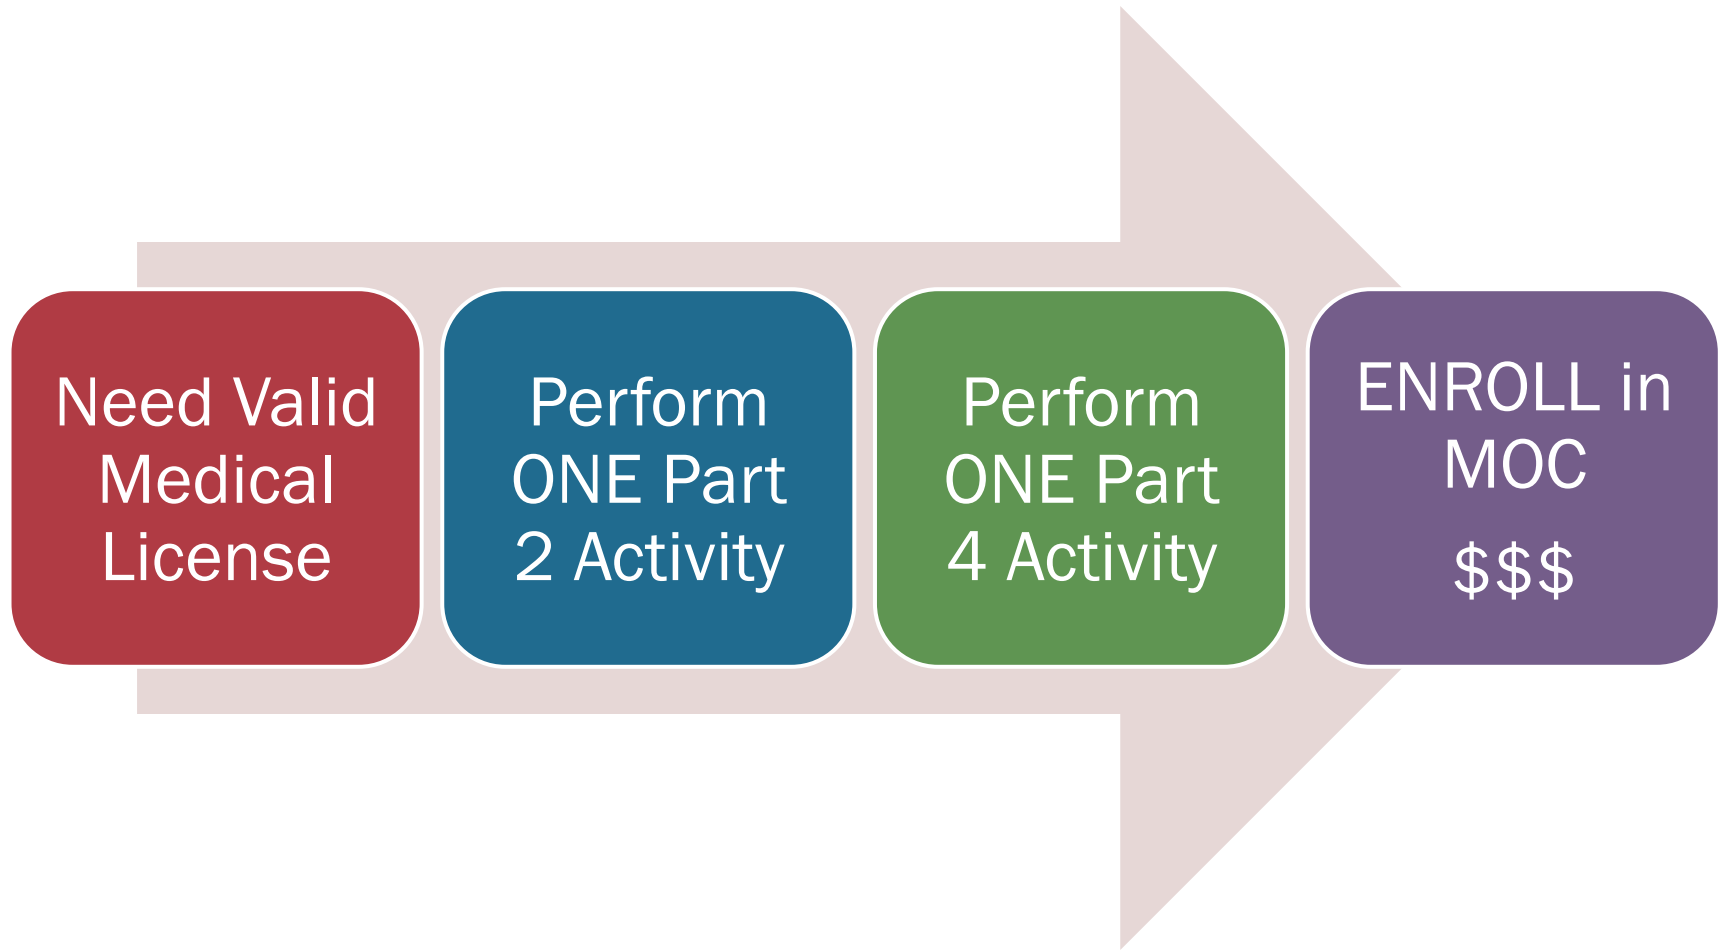 Need Valid
Medical
License
Perform
ONE Part
2 Activity
Perform
ONE Part
4 Activity
ENROLL in
MOC
$$$